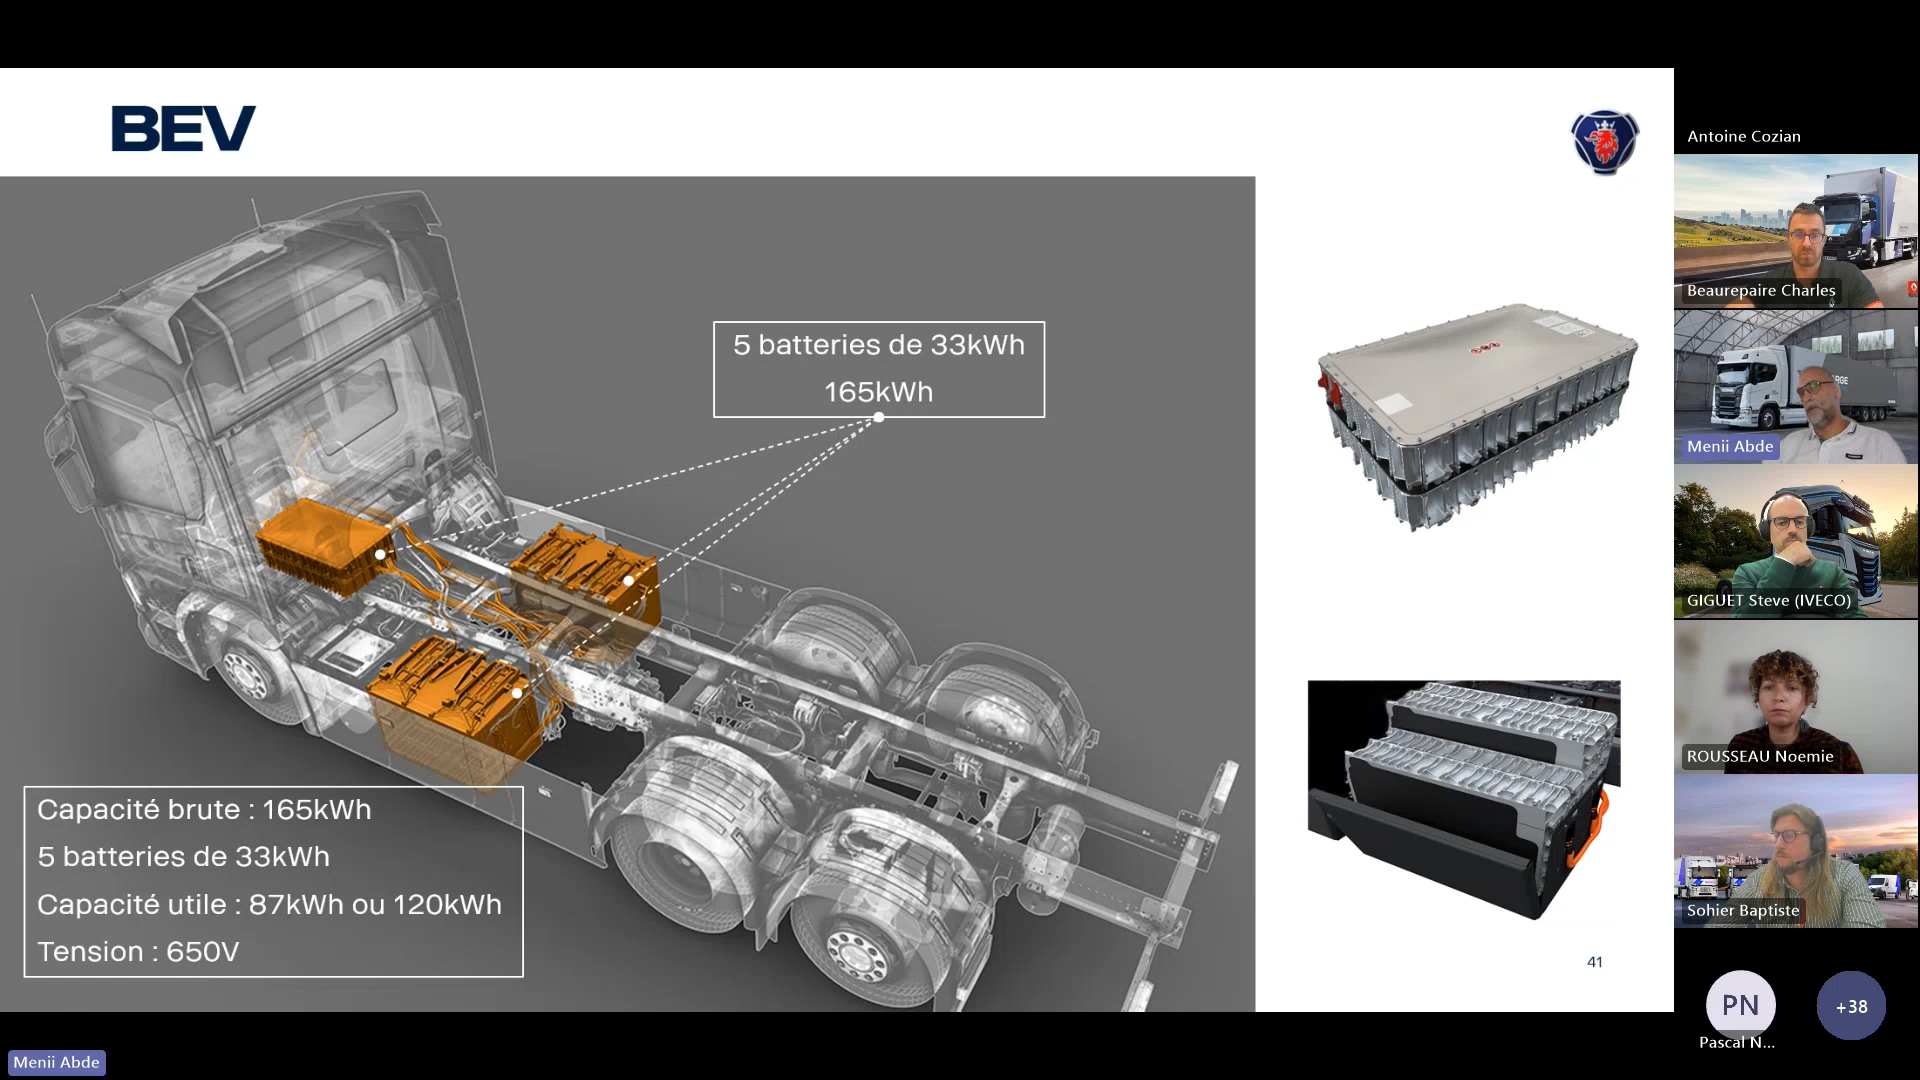 BEV
5 batteries de 33kWh
165kWh
Capacité brute : 165kWh
5 batteries de 33kWh
Capacité utile : 87kWh ou 120kWh
Tension : 650V
41
Antoine Cozian
Beaurepaire Charles
Menii Abde
GIGUET Steve (IVECO)
ROUSSEAU Noemie
Sohier Baptiste
PN
+38
Pascal N...
Menii Abde